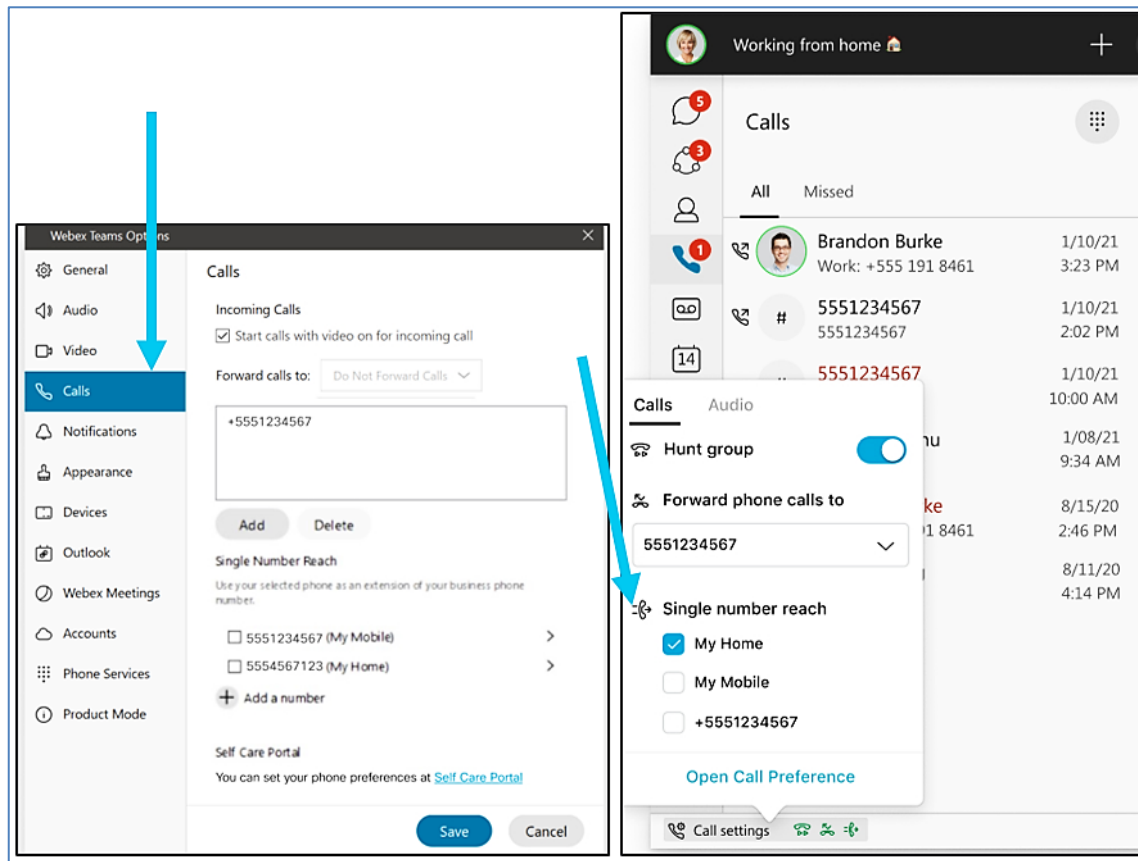 Webex Teams Options
General
Audio
Video
Calls
Notifications
Appearance
Devices
Outlook
Webex Meetings
Accounts
Phone Services
Product Mode
Calls
Incoming Calls
Start calls with video on for incoming call
Forward calls to: Do Not Forward Calls
+5551234567
Add Delete
Single Number Reach
Use your selected phone as an extension of your business phone
number.
5551234567 (My Mobile)
5554567123 (My Home)
Add a number
Self Care Portal
You can set your phone preferences at Self Care Portal
Save Cancel
Working from home
5
3
1
14
Calls
All Missed
Brandon Burke 1/10/21
Work: +555 191 8461 3:23 PM
# 5551234567 1/10/21
5551234567 2:02 PM
5551234567 1/10/21
10:00 AM
nu 1/08/21
9:34 AM
ke 8/15/20
91 8461 2:46 PM
8/11/20
4:14 PM
Calls Audio
Hunt group
Forward phone calls to
5551234567
Single number reach
My Home
My Mobile
+5551234567
Open Call Preference
Call settings